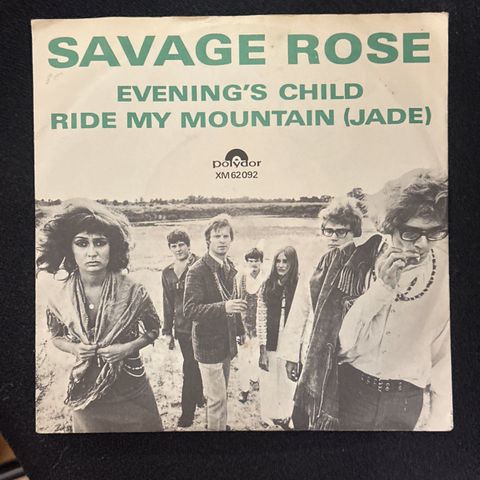 SAVAGE ROSE
EVENING'S CHILD
RIDE MY MOUNTAIN (JADE)
polydor
XM 62092